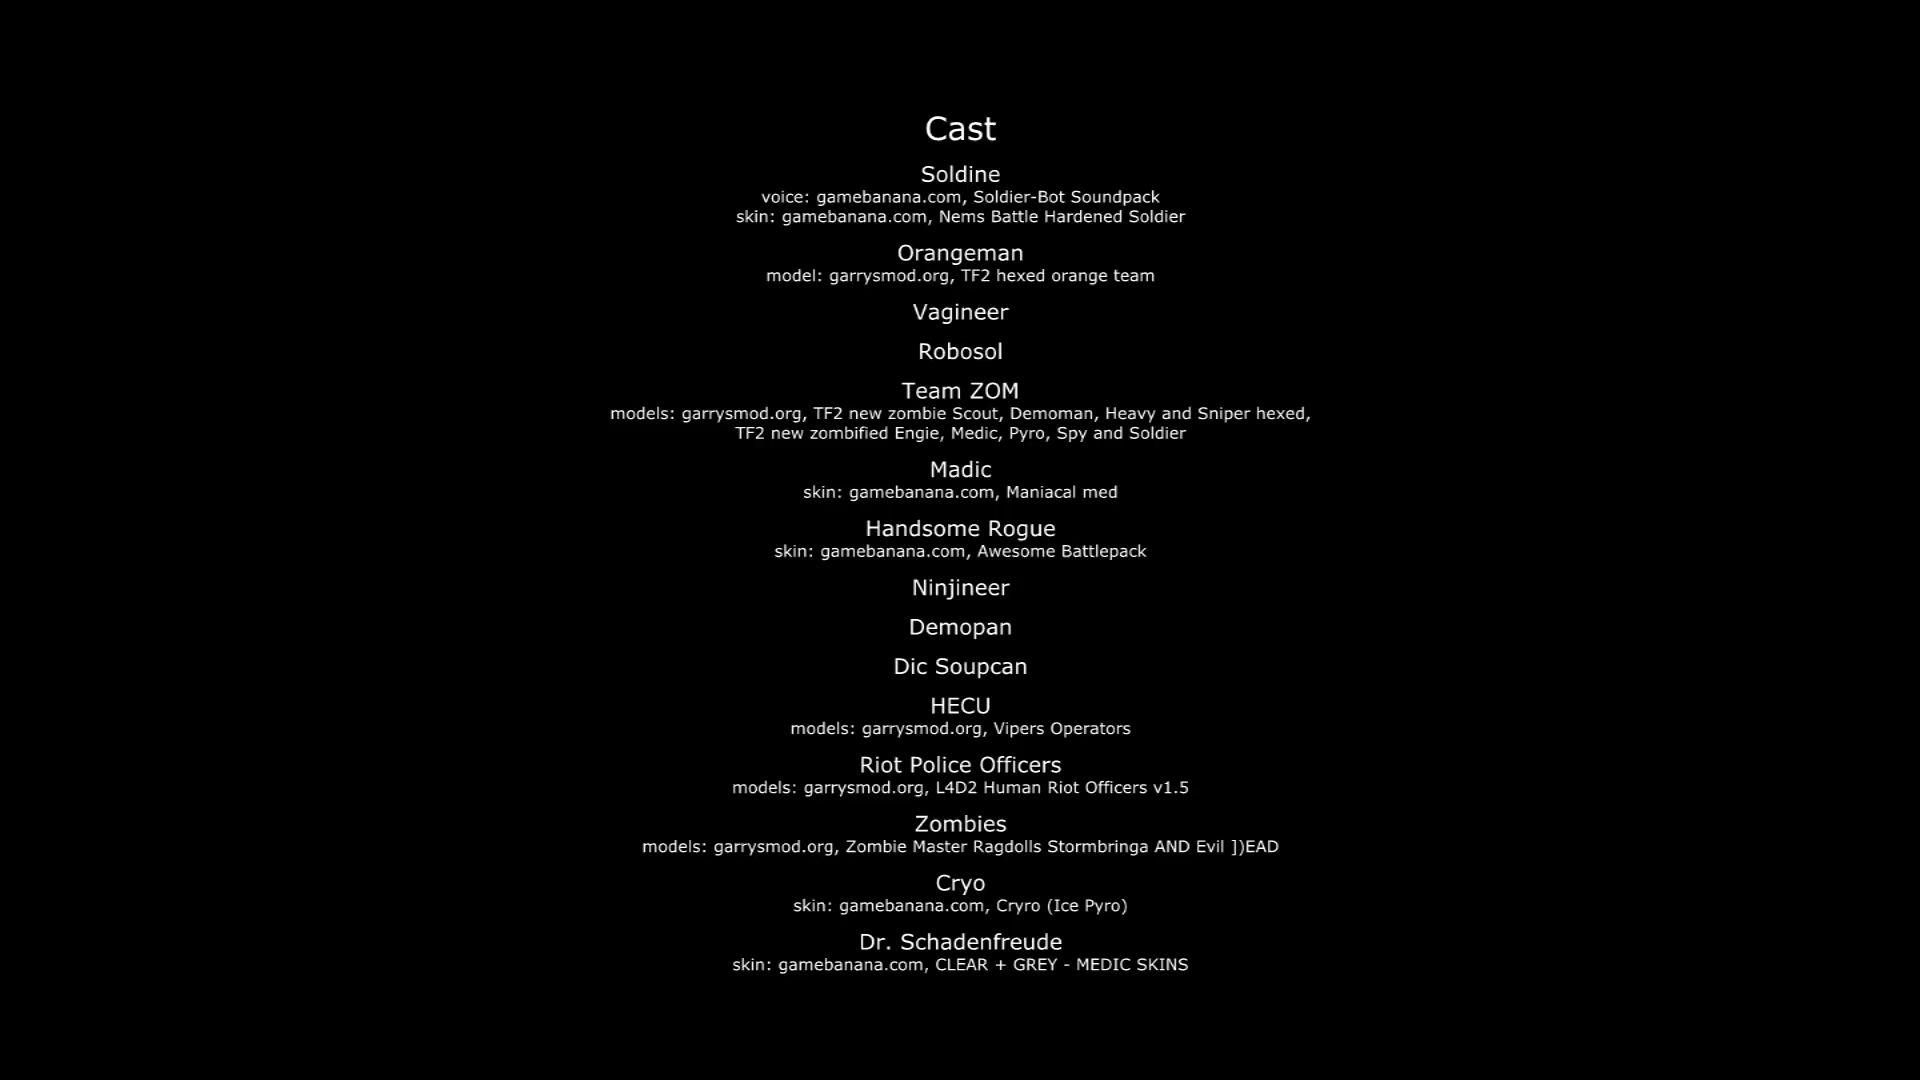 Cast
Soldine
voice: gamebanana.com, Soldier-Bot Soundpack
skin: gamebanana.com, Nems Battle Hardened Soldier
Orangeman
model: garrysmod.org, TF2 hexed orange team
Vagineer
Robosol
Team ZOM
models: garrysmod.org, TF2 new zombie Scout, Demoman, Heavy and Sniper hexed,
TF2 new zombified Engie, Medic, Pyro, Spy and Soldier
Madic
skin: gamebanana.com, Maniacal med
Handsome Rogue
skin: gamebanana.com, Awesome Battlepack
Ninjineer
Demopan
Dic Soupcan
HECU
models: garrysmod.org, Vipers Operators
Riot Police Officers
models: garrysmod.org, L4D2 Human Riot Officers v1.5
Zombies
models: garrysmod.org, Zombie Master Ragdolls Stormbringa AND Evil ])EAD
Cryo
skin: gamebanana.com, Cryro (Ice Pyro)
Dr. Schadenfreude
skin: gamebanana.com, CLEAR + GREY - MEDIC SKINS